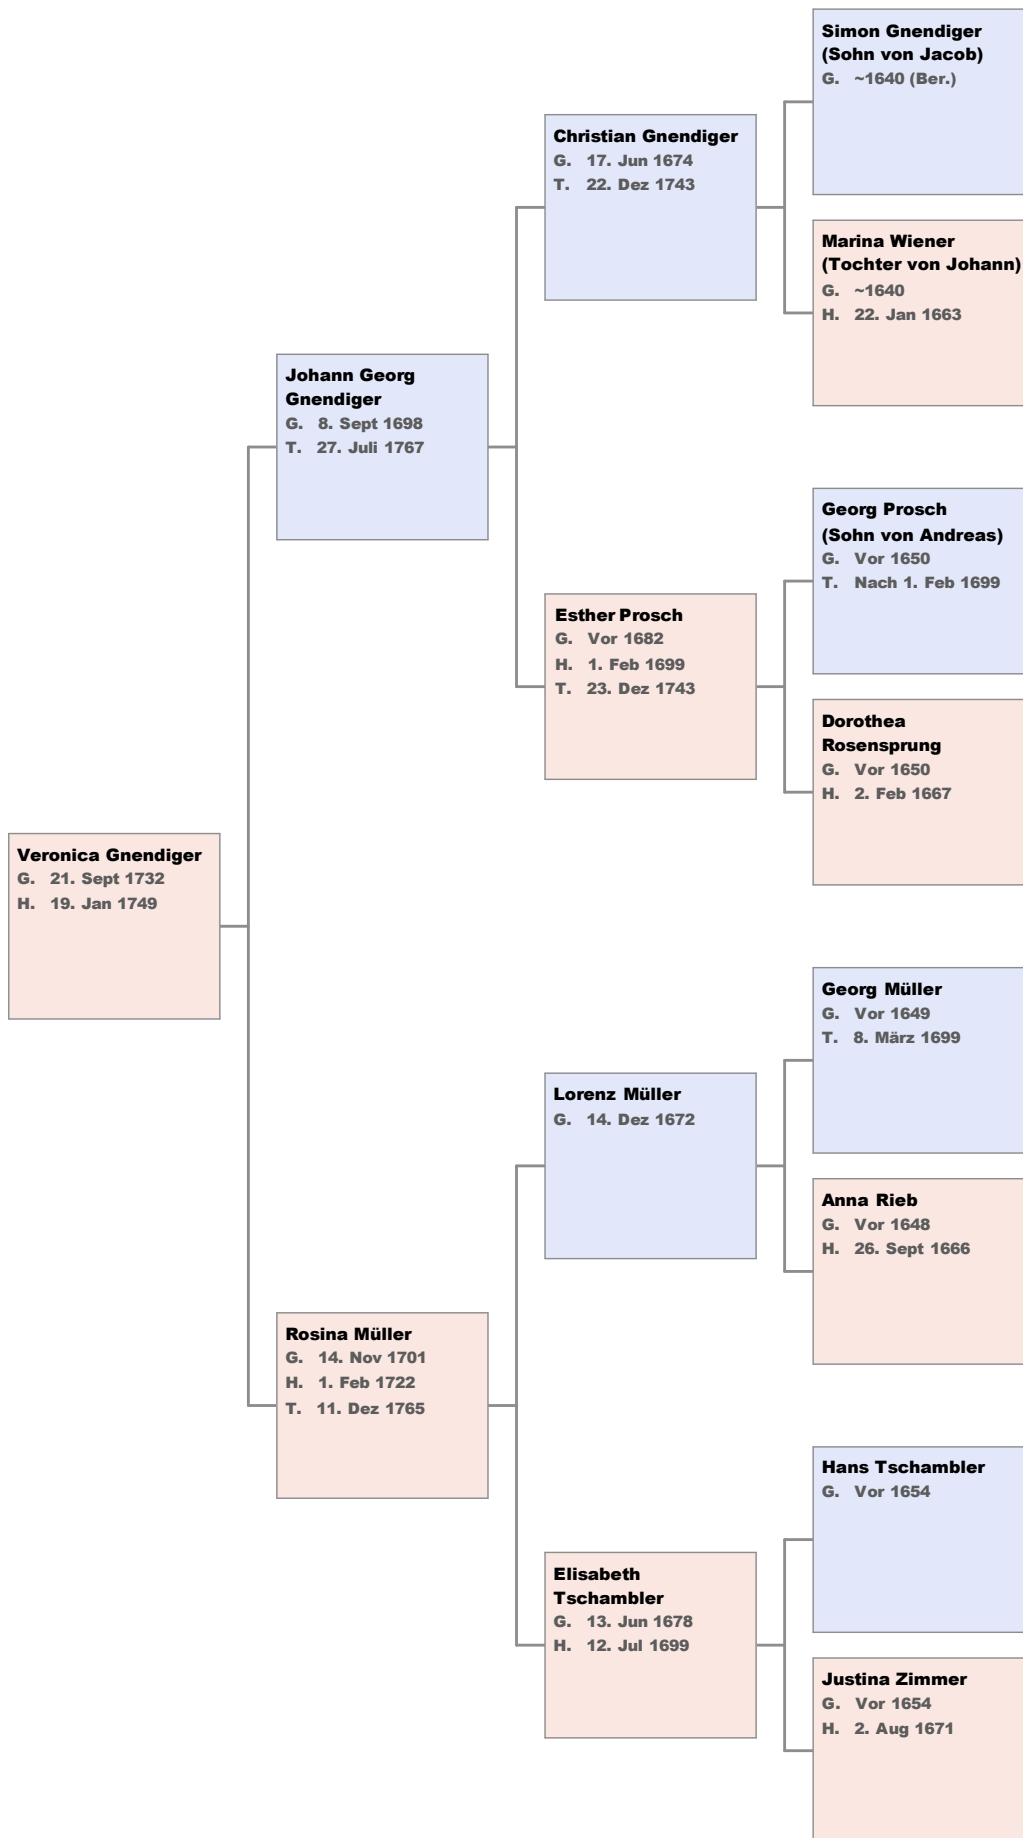 Simon Gnendiger
(Sohn von Jacob)
G. ~1640 (Ber.)
Christian Gnendiger
G. 17. Jun 1674
T. 22. Dez 1743
Marina Wiener
(Tochter von Johann)
G. ~1640
H. 22. Jan 1663
Johann Georg
Gnendiger
G. 8. Sept 1698
T. 27. Juli 1767
Georg Prosch
(Sohn von Andreas)
G. Vor 1650
T. Nach 1. Feb 1699
Esther Prosch
G. Vor 1682
H. 1. Feb 1699
T. 23. Dez 1743
Dorothea
Rosensprung
G. Vor 1650
H. 2. Feb 1667
Veronica Gnendiger
G. 21. Sept 1732
H. 19. Jan 1749
Georg Müller
G. Vor 1649
T. 8. März 1699
Lorenz Müller
G. 14. Dez 1672
Anna Rieb
G. Vor 1648
H. 26. Sept 1666
Rosina Müller
G. 14. Nov 1701
H. 1. Feb 1722
T. 11. Dez 1765
Hans Tschambler
G. Vor 1654
Elisabeth
Tschambler
G. 13. Jun 1678
H. 12. Jul 1699
Justina Zimmer
G. Vor 1654
H. 2. Aug 1671